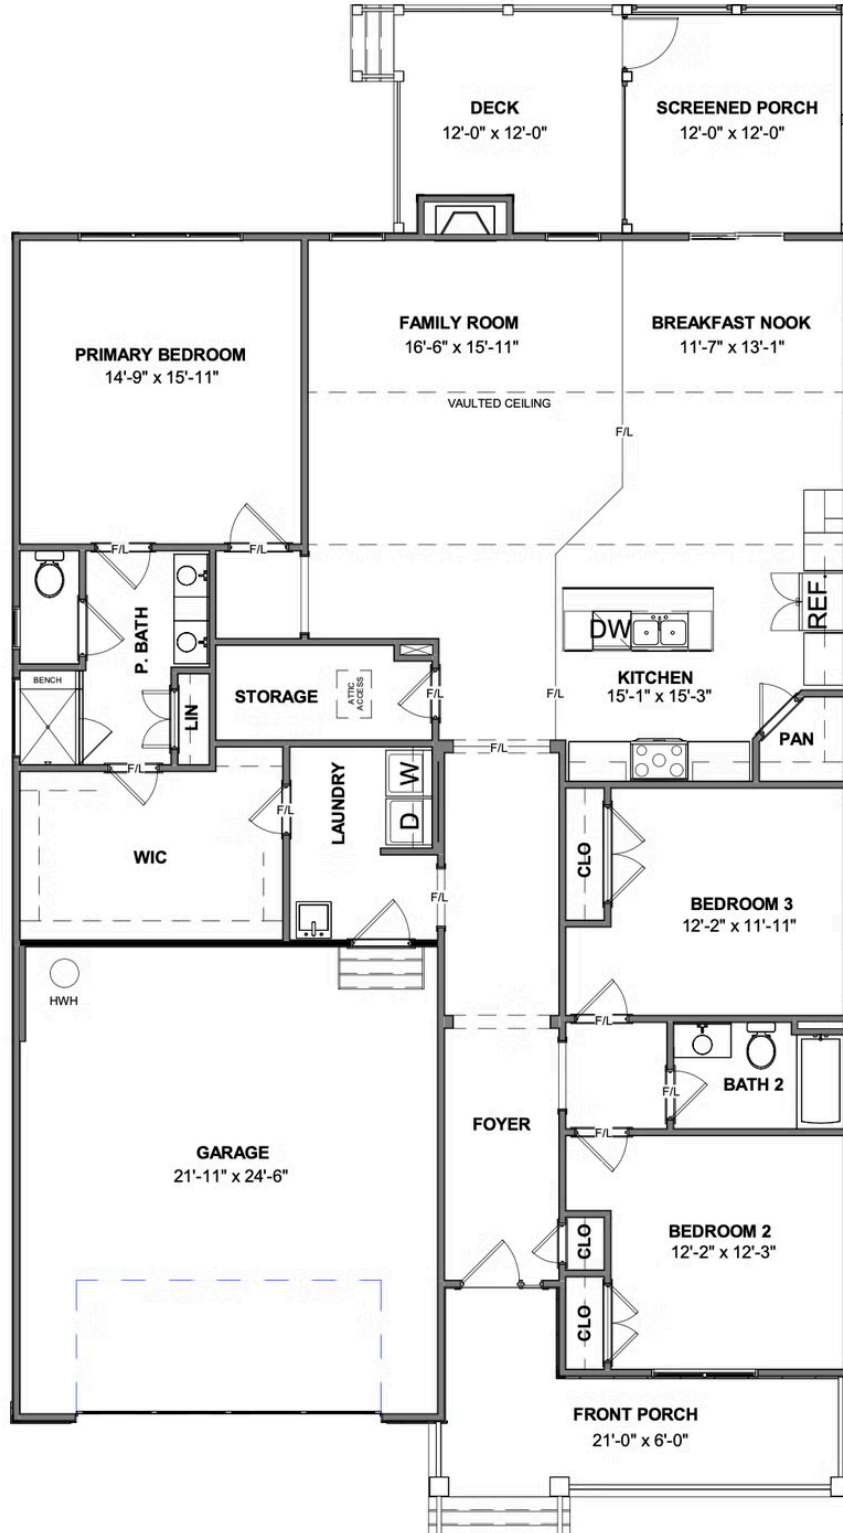 DECK
12'-0" x 12'-0"
SCREENED PORCH
12'-0" x 12'-0"
FAMILY ROOM
16'-6" x 15'-11"
BREAKFAST NOOK
11'-7" x 13'-1"
PRIMARY BEDROOM
14'-9" x 15'-11"
VAULTED CEILING
F/L
F/L
F/L
P. BATH
REF.
DW
KITCHEN
15'-1" x 15'-3"
BENCH
STORAGE
ATTIC
ACCESS
F/L
F/L
LIN
PAN
F/L
F/L
W
D
LAUNDRY
F/L
WIC
CLO
F/L
BEDROOM 3
12'-2" x 11'-11"
HWH
F/L
BATH 2
F/L
FOYER
F/L
GARAGE
21'-11" x 24'-6"
CLO
BEDROOM 2
12'-2" x 12'-3"
CLO
FRONT PORCH
21'-0" x 6'-0"